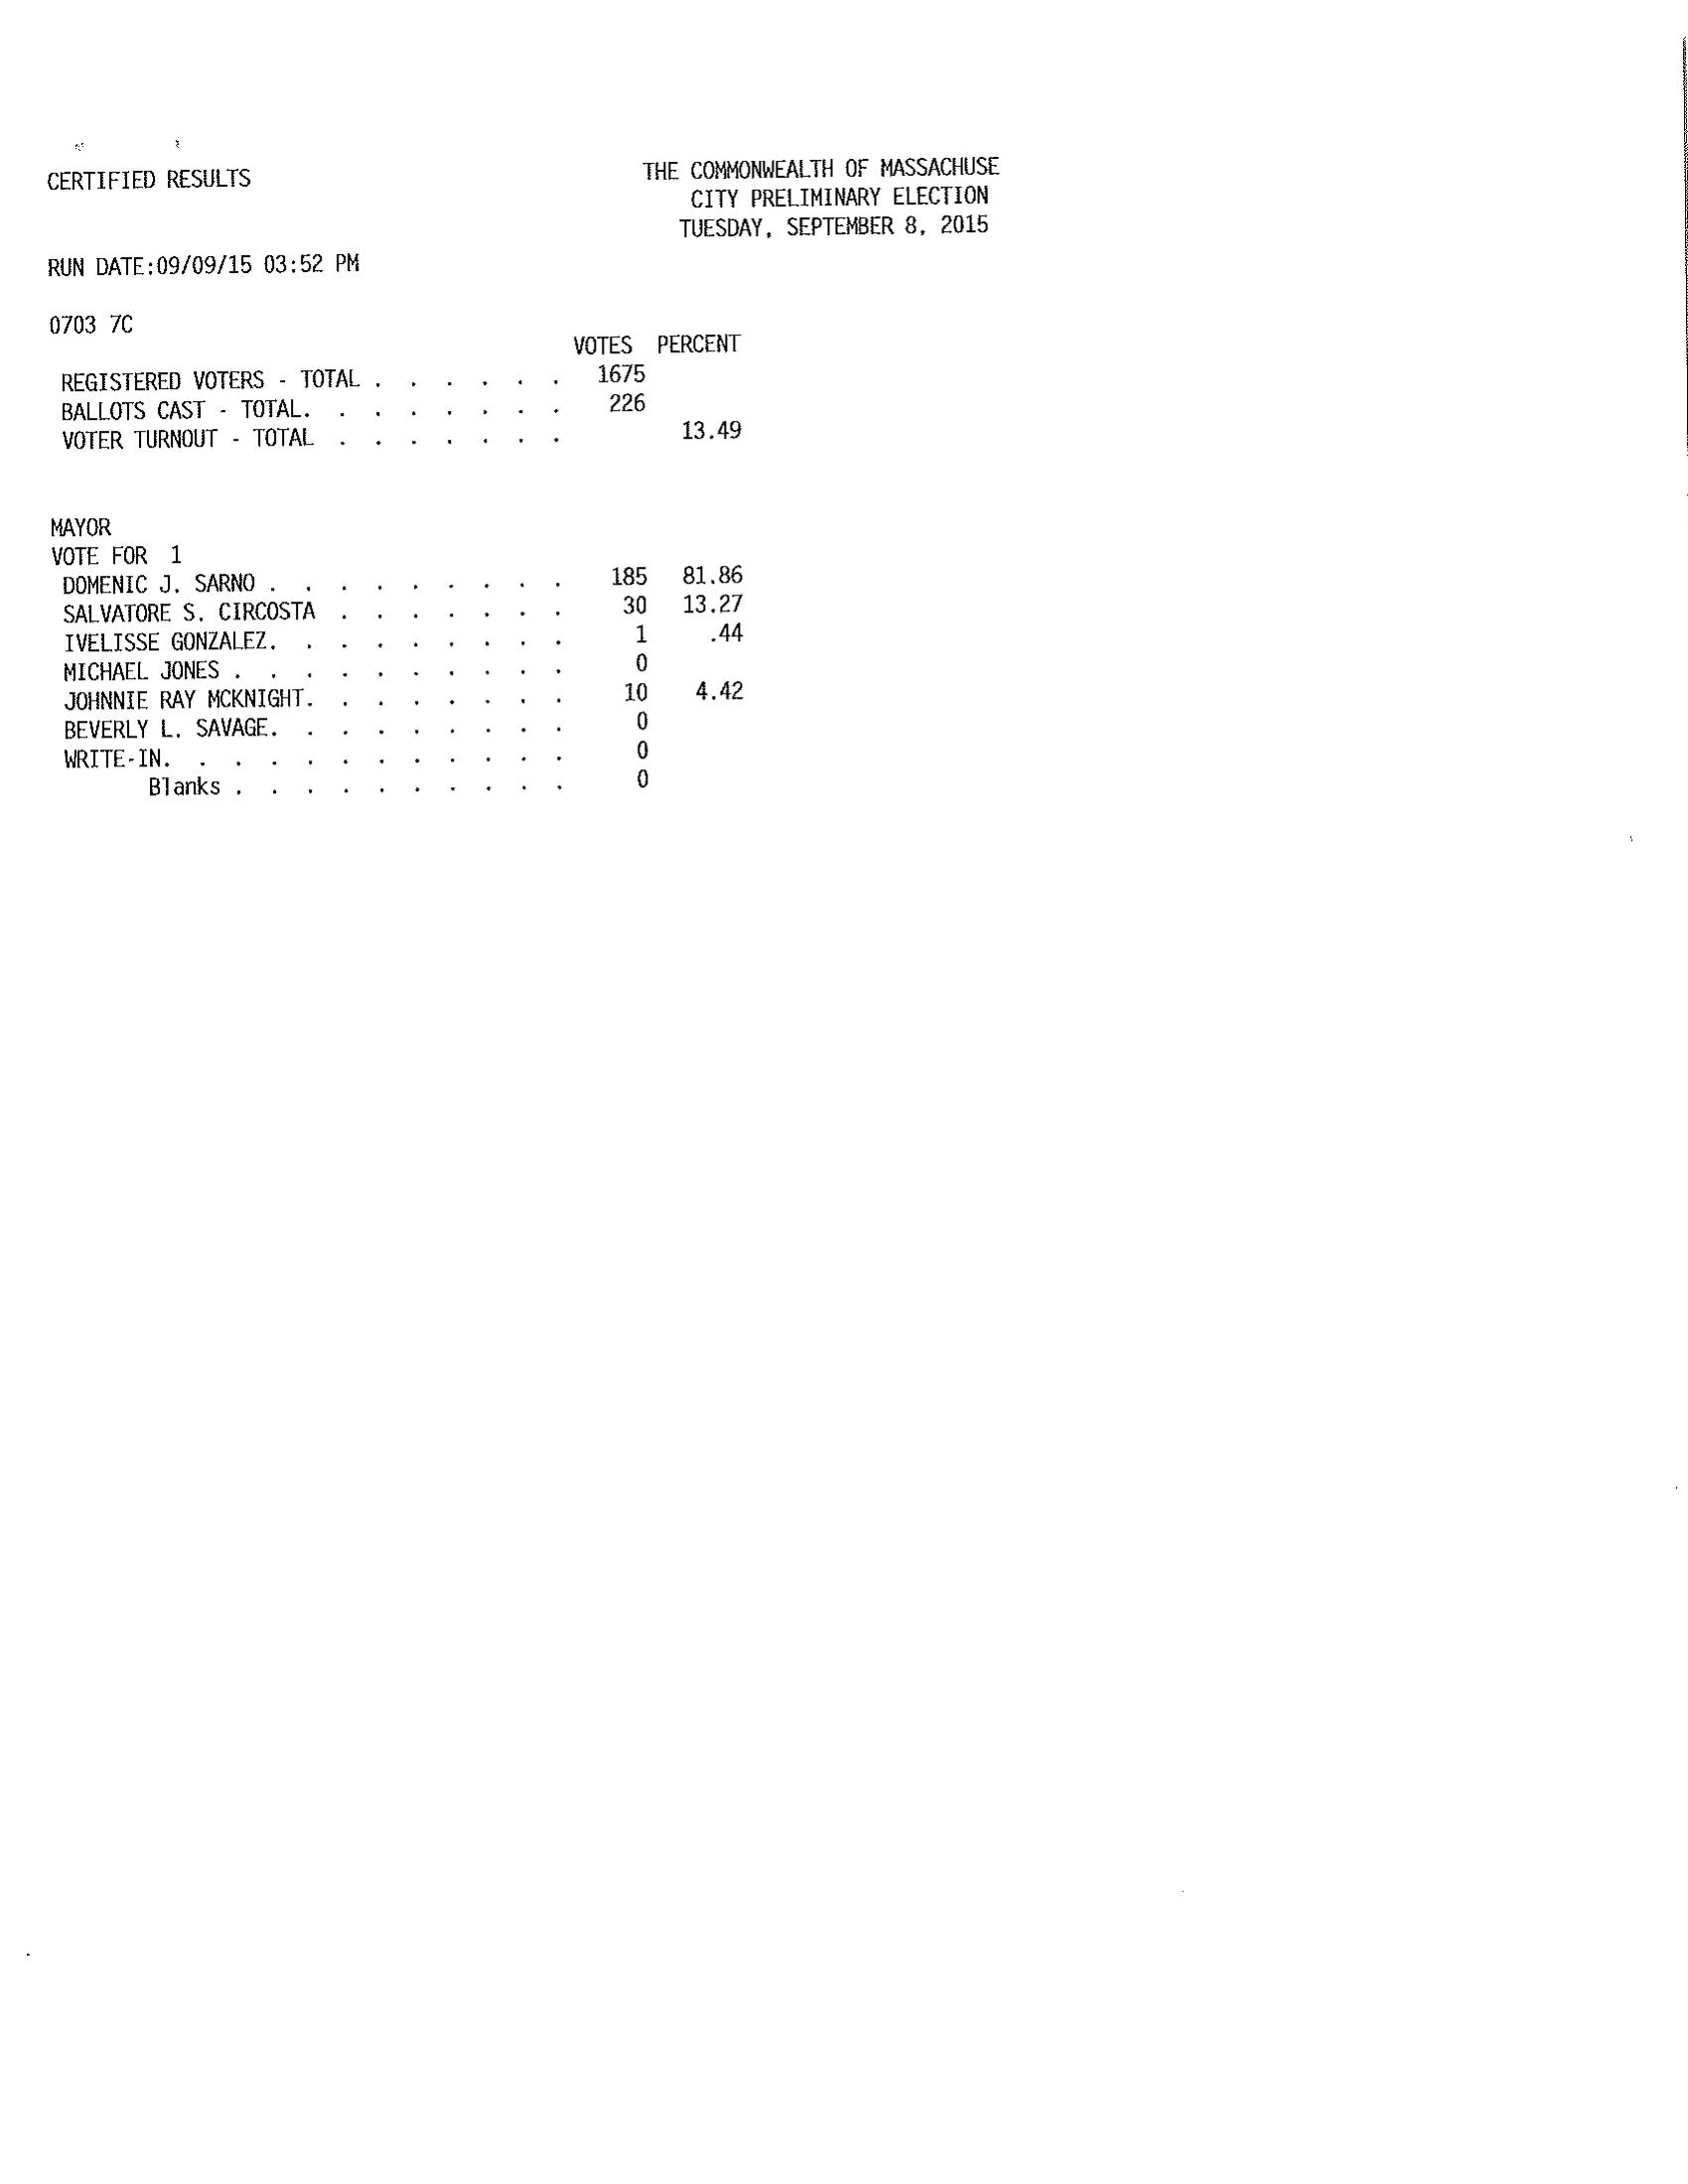 CERTIFIED RESULTS
THE COMMONWEALTH OF MASSACHUSE
CITY PRELIMINARY ELECTION
TUESDAY, SEPTEMBER 8, 2015
RUN DATE:09/09/15 03:52 PM
0703 7C
VOTES PERCENT
REGISTERED VOTERS - TOTAL . . . . . . 1675
BALLOTS CAST - TOTAL. . . . . . . . 226
VOTER TURNOUT - TOTAL . . . . . . . 13.49
MAYOR
VOTE FOR 1
DOMENIC J. SARNO . . . . . . . . . 185 81.86
SALVATORE S. CIRCOSTA . . . . . . . 30 13.27
IVELISSE GONZALEZ. . . . . . . . . 1 .44
MICHAEL JONES . . . . . . . . . . 0
JOHNNIE RAY MCKNIGHT. . . . . . . . 10 4.42
BEVERLY L. SAVAGE. . . . . . . . . 0
WRITE-IN. . . . . . . . . . . . 0
Blanks . . . . . . . . . . 0